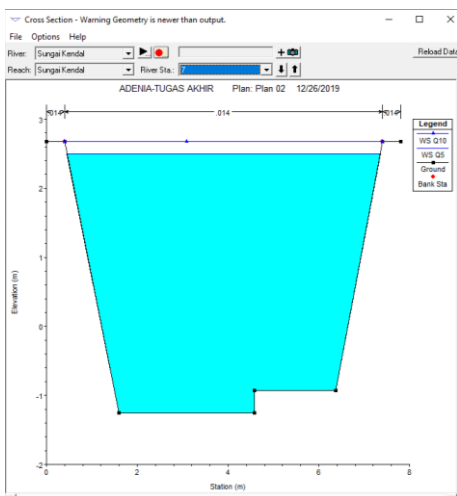 Cross Section - Warning Geometry is newer than output.
File Options Help
River: Sungai Kendal
Reload Data
Reach: Sungai Kendal River Sta.: 7
ADENIA-TUGAS AKHIR Plan: Plan 02 12/26/2019
.014 .014 .014
Legend
WS Q10
WS Q5
Ground
Bank Sta
3
2
1
0
-1
-2
Elevation (m)
0 2 4 6 8
Station (m)